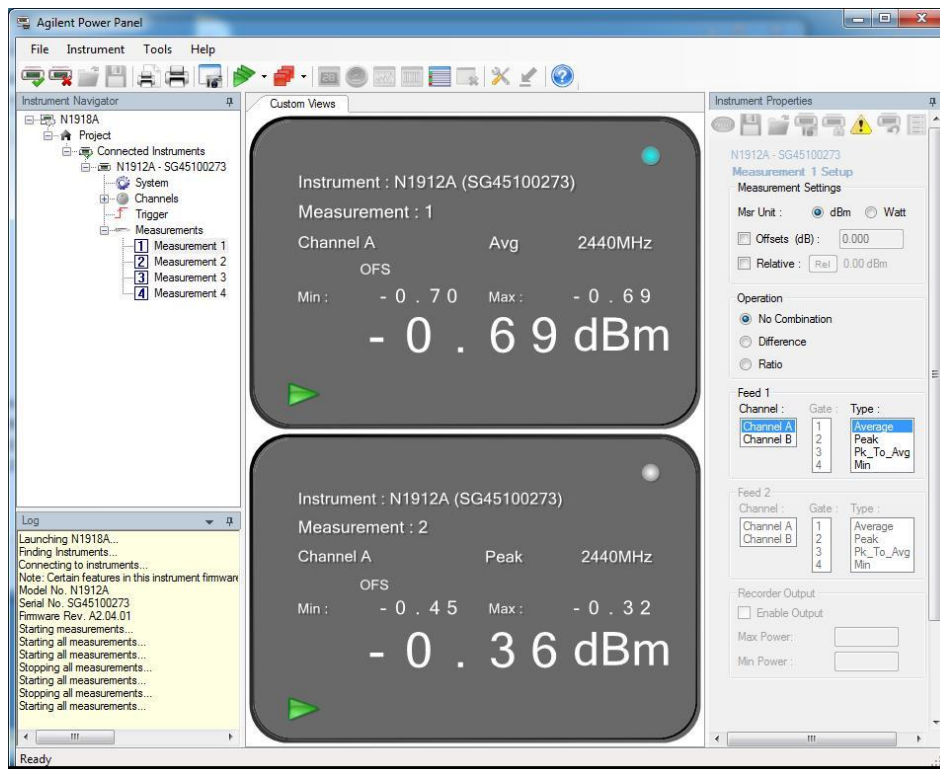 Agilent Power Panel
File Instrument Tools Help
Instrument Navigator
N1918A
Project
Connected Instruments
N1912A - SG45100273
System
Channels
Trigger
Measurements
1 Measurement 1
2 Measurement 2
3 Measurement 3
4 Measurement 4
Log
Launching N1918A...
Finding Instruments...
Connecting to instruments...
Note: Certain features in this instrument firmware
Model No. N1912A
Serial No. SG45100273
Firmware Rev. A2.04.01
Starting measurements...
Starting all measurements...
Starting all measurements...
Stopping all measurements...
Starting all measurements...
Stopping all measurements...
Starting all measurements...
Ready
Custom Views
Instrument : N1912A (SG45100273)
Measurement : 1
Channel A Avg 2440MHz
OFS
Min : - 0 . 7 0 Max : - 0 . 6 9
- 0 . 6 9 dBm
Instrument : N1912A (SG45100273)
Measurement : 2
Channel A Peak 2440MHz
OFS
Min : - 0 . 4 5 Max : - 0 . 3 2
- 0 . 3 6 dBm
Instrument Properties
N1912A - SG45100273
Measurement 1 Setup
Measurement Settings
Msr Unit : dBm Watt
Offsets (dB) : 0.000
Relative : Rel 0.00 dBm
Operation
No Combination
Difference
Ratio
Feed 1
Channel : Gate : Type :
Channel A 1 Average
Channel B 2 Peak
3 Pk_To_Avg
4 Min
Feed 2
Channel : Gate : Type :
Channel A 1 Average
Channel B 2 Peak
3 Pk_To_Avg
4 Min
Recorder Output
Enable Output
Max Power:
Min Power :